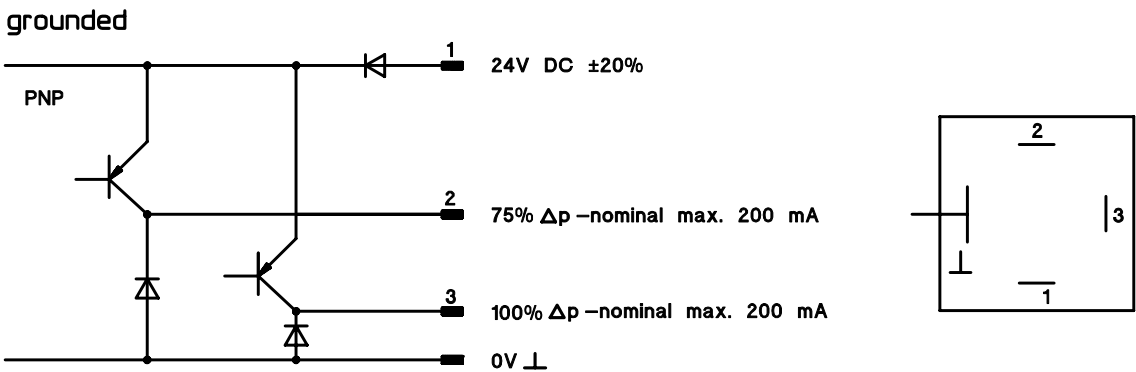 grounded
1
24V DC ±20%
PNP
2
75% Δp -nominal max. 200 mA
3
100% Δp -nominal max. 200 mA
0V ⊥
2
3
⊥
1